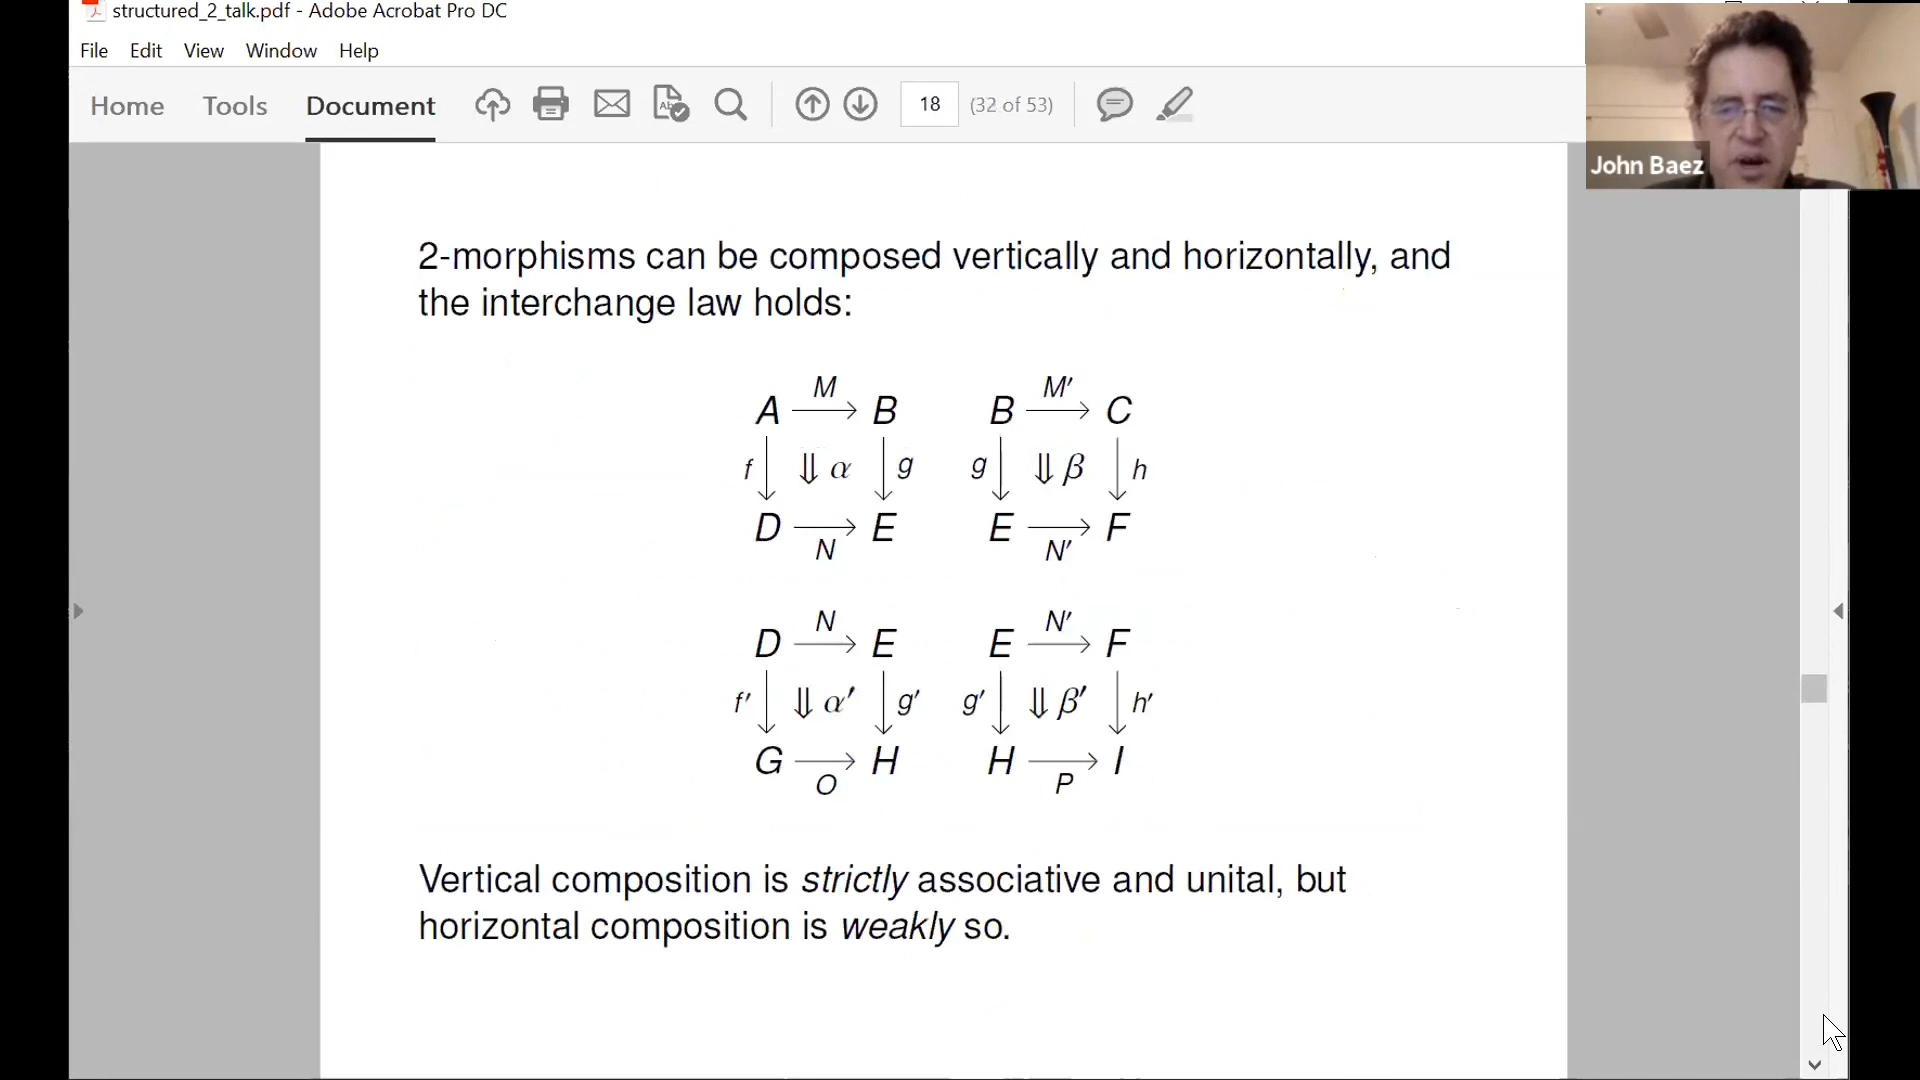 structured_2_talk.pdf - Adobe Acrobat Pro DC
File Edit View Window Help
Home Tools Document 18 (32 of 53)
John Baez
2-morphisms can be composed vertically and horizontally, and
the interchange law holds:
M M′
A B B C
f ⇓ α g g ⇓ β h
D E E F
N N′
N N′
D E E F
f′ ⇓ α′ g′ g′ ⇓ β′ h′
G H H I
O P
Vertical composition is strictly associative and unital, but
horizontal composition is weakly so.